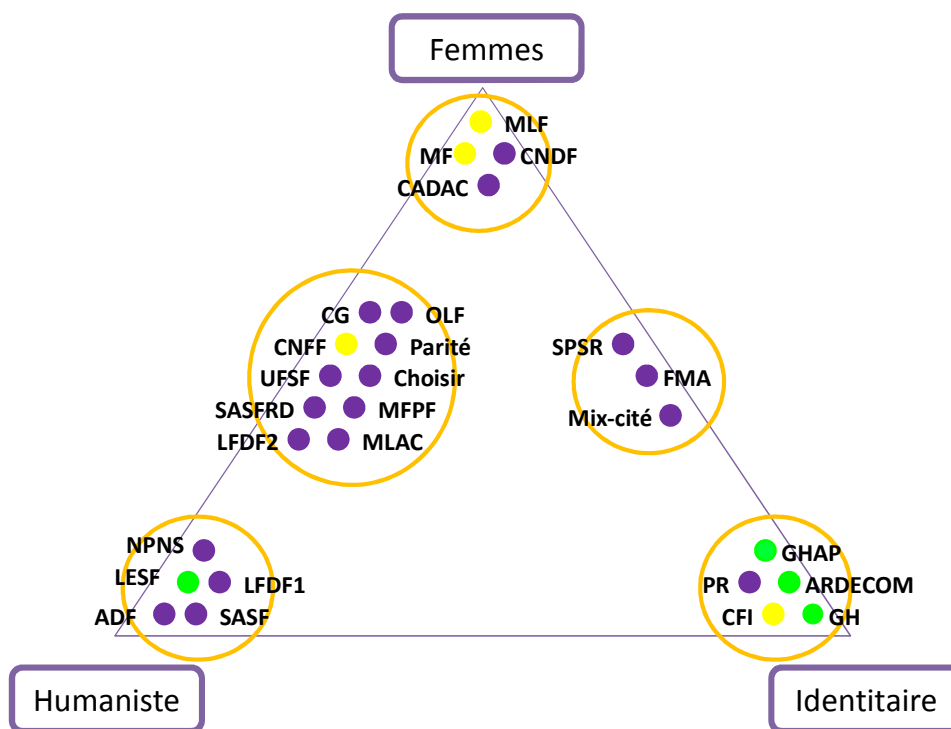 Femmes
MLF
MF CNDF
CADAC
CG OLF
CNFF Parité
UFSF Choisir
SASFRD MFPF
LFDF2 MLAC
SPSR
FMA
Mix-cité
NPNS
LESF LFDF1
ADF SASF
GHAP
PR ARDECOM
CFI GH
Humaniste
Identitaire